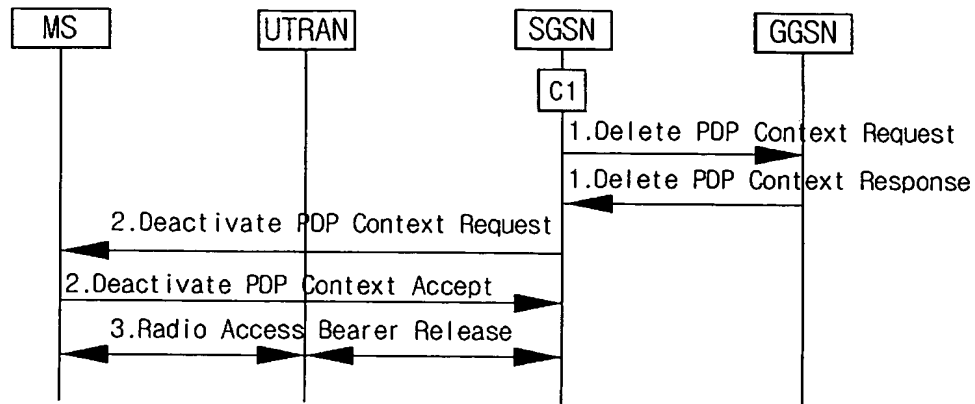 MS UTRAN SGSN GGSN
C1
1.Delete PDP Context Request
1.Delete PDP Context Response
2.Deactivate PDP Context Request
2.Deactivate PDP Context Accept
3.Radio Access Bearer Release